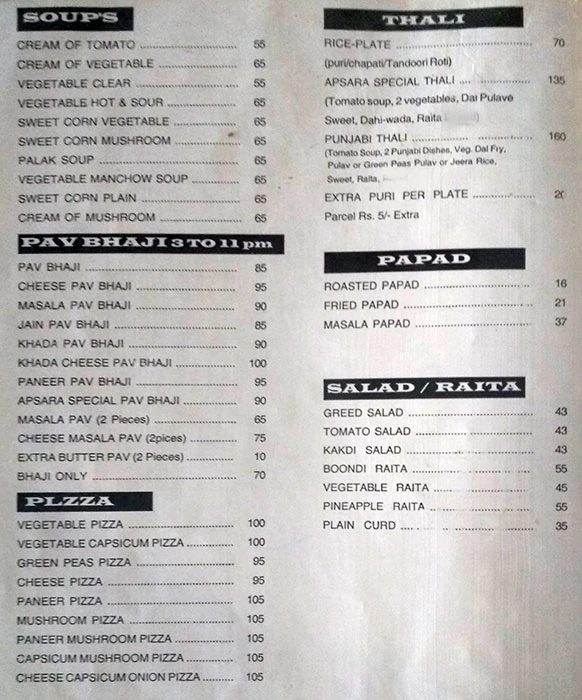 SOUP'S
CREAM OF TOMATO 55
CREAM OF VEGETABLE 65
VEGETABLE CLEAR 55
VEGETABLE HOT & SOUR 65
SWEET CORN VEGETABLE 65
SWEET CORN MUSHROOM 65
PALAK SOUP 65
VEGETABLE MANCHOW SOUP 65
SWEET CORN PLAIN 65
CREAM OF MUSHROOM 65
PAV BHAJI 3 TO 11 pm
PAV BHAJI 85
CHEESE PAV BHAJI 95
MASALA PAV BHAJI 90
JAIN PAV BHAJI 85
KHADA PAV BHAJI 90
KHADA CHEESE PAV BHAJI 100
PANEER PAV BHAJI 95
APSARA SPECIAL PAV BHAJI 90
MASALA PAV (2 Pieces) 65
CHEESE MASALA PAV (2pices) 75
EXTRA BUTTER PAV (2 Pieces) 10
BHAJI ONLY 70
PLZZA
VEGETABLE PIZZA 100
VEGETABLE CAPSICUM PIZZA 100
GREEN PEAS PIZZA 95
CHEESE PIZZA 95
PANEER PIZZA 105
MUSHROOM PIZZA 105
PANEER MUSHROOM PIZZA 105
CAPSICUM MUSHROOM PIZZA 105
CHEESE CAPSICUM ONION PIZZA 105
THALI
RICE-PLATE 70
(puri/chapati/Tandoori Roti)
APSARA SPECIAL THALI 135
(Tomato soup, 2 vegetables, Dal Pulave
Sweet, Dahi-wada, Raita
PUNJABI THALI 160
(Tomato Soup, 2 Punjabi Dishes, Veg. Dal Fry,
Pulav or Green Peas Pulav or Jeera Rice,
Sweet, Raita,
EXTRA PURI PER PLATE 20
Parcel Rs. 5/- Extra
PAPAD
ROASTED PAPAD 16
FRIED PAPAD 21
MASALA PAPAD 37
SALAD / RAITA
GREED SALAD 43
TOMATO SALAD 43
KAKDI SALAD 43
BOONDI RAITA 55
VEGETABLE RAITA 45
PINEAPPLE RAITA 55
PLAIN CURD 35